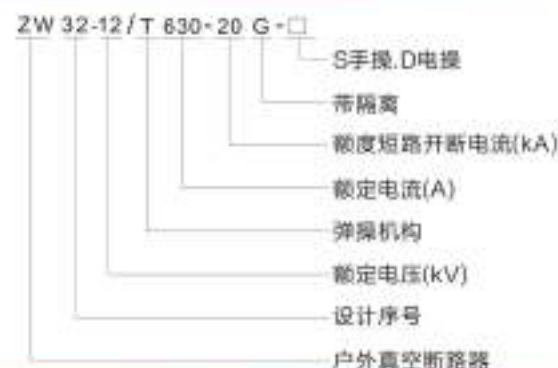 ZW 32-12/T 630-20 G-□
S手操.D电操
带隔离
额度短路开断电流(kA)
额定电流(A)
弹操机构
额定电压(kV)
设计序号
户外真空断路器